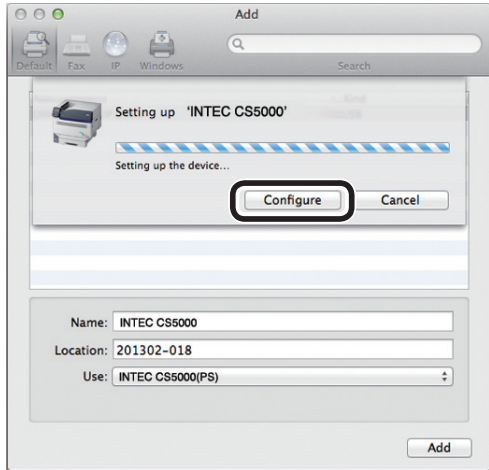 Add
Default Fax IP Windows Search
Setting up 'INTEC CS5000'
Setting up the device...
Configure Cancel
Name: INTEC CS5000
Location: 201302-018
Use: INTEC CS5000(PS)
Add